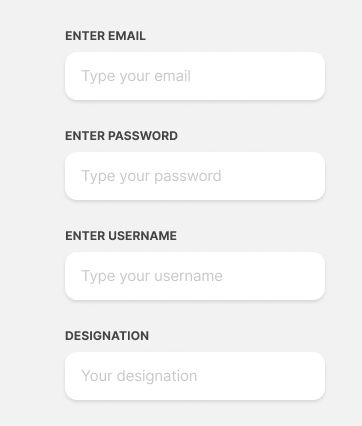 ENTER EMAIL
Type your email
ENTER PASSWORD
Type your password
ENTER USERNAME
Type your username
DESIGNATION
Your designation